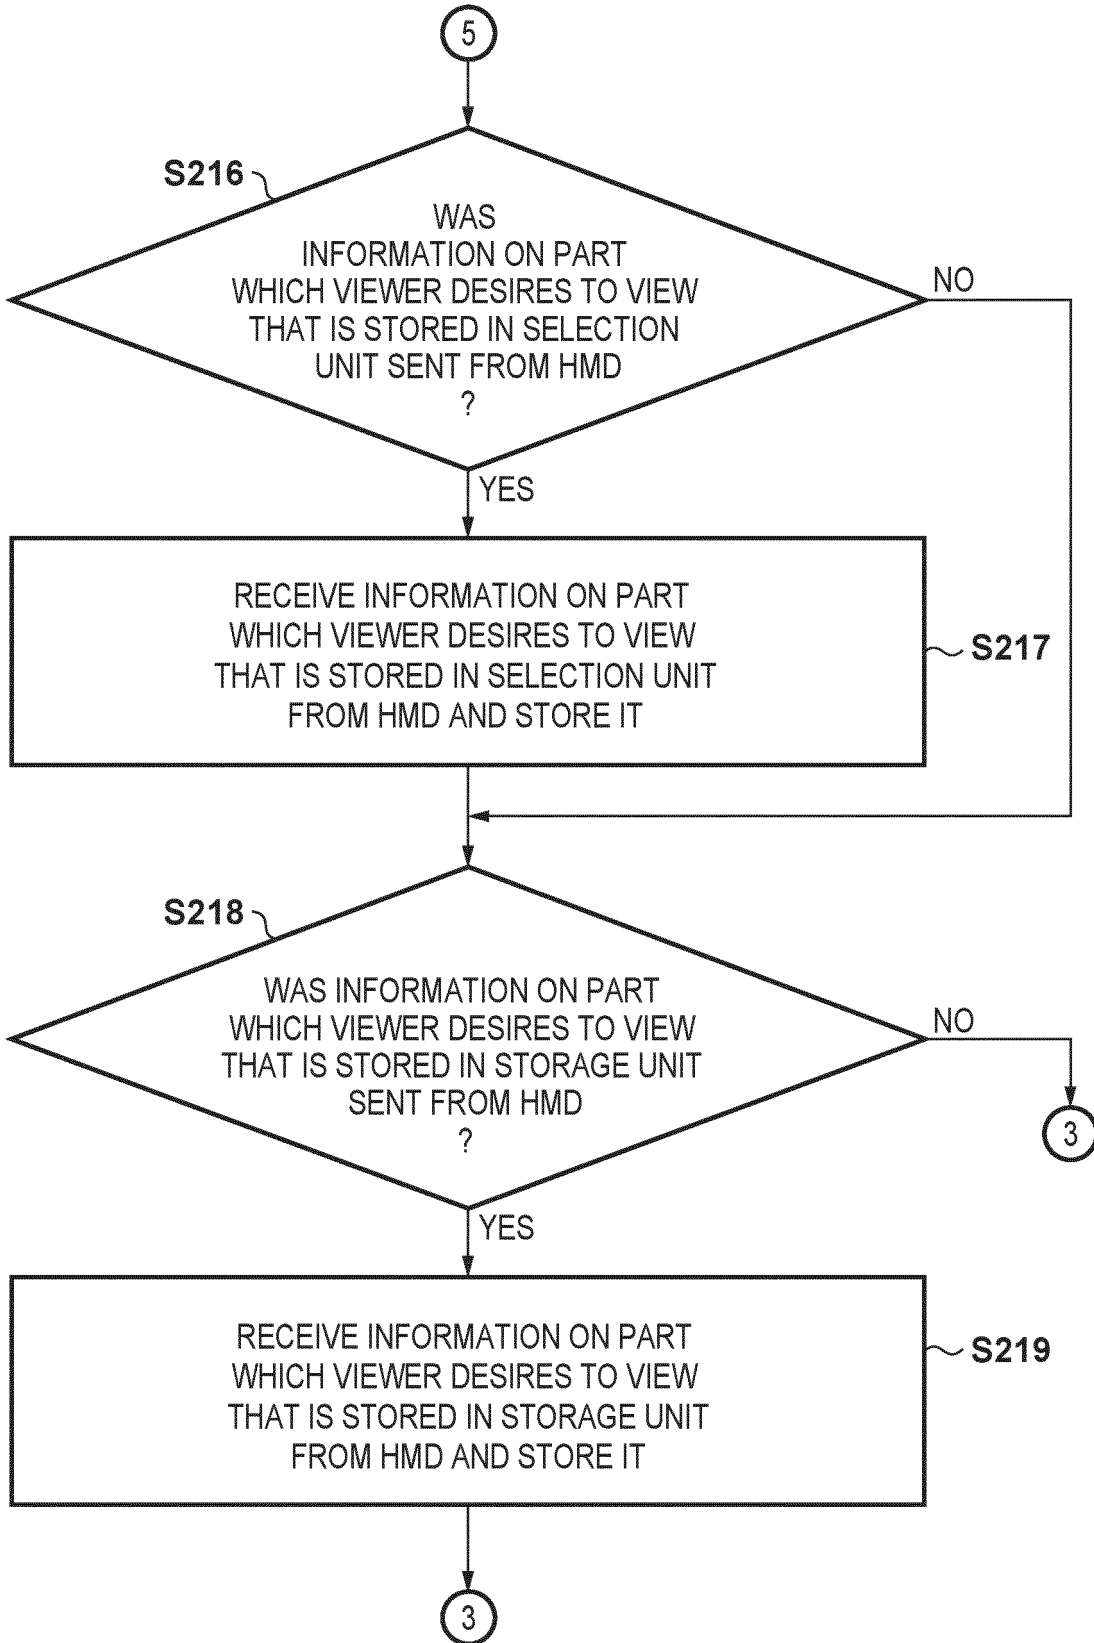 5
S216
WAS
INFORMATION ON PART
WHICH VIEWER DESIRES TO VIEW
THAT IS STORED IN SELECTION
UNIT SENT FROM HMD
?
NO
YES
RECEIVE INFORMATION ON PART
WHICH VIEWER DESIRES TO VIEW
THAT IS STORED IN SELECTION UNIT
FROM HMD AND STORE IT
S217
S218
WAS INFORMATION ON PART
WHICH VIEWER DESIRES TO VIEW
THAT IS STORED IN STORAGE UNIT
SENT FROM HMD
?
NO
3
YES
RECEIVE INFORMATION ON PART
WHICH VIEWER DESIRES TO VIEW
THAT IS STORED IN STORAGE UNIT
FROM HMD AND STORE IT
S219
3